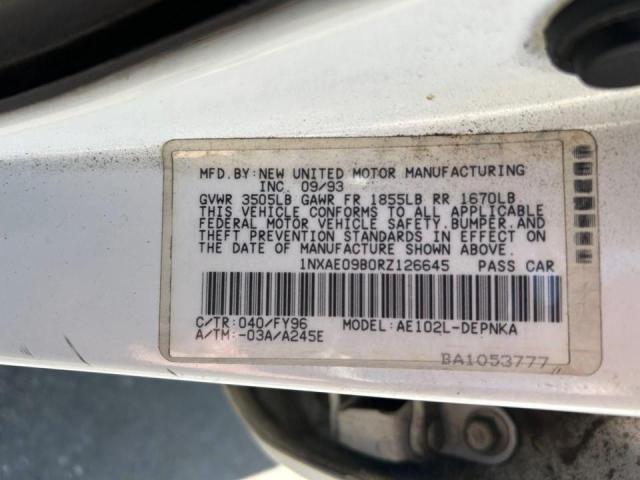 MFD.BY:NEW UNITED MOTOR MANUFACTURING
INC. 09/93
GVWR 3505LB GAWR FR 1855LB RR 1670LB
THIS VEHICLE CONFORMS TO ALL APPLICABLE
FEDERAL MOTOR VEHICLE SAFETY.BUMPER.AND
THEFT PREVENTION STANDARDS IN EFFECT ON
THE DATE OF MANUFACTURE SHOWN ABOVE.
1NXAE09B0RZ126645 PASS CAR
C/TR:040/FY96 MODEL:AE102L-DEPNKA
A/TM:-03A/A245E
BA1053777